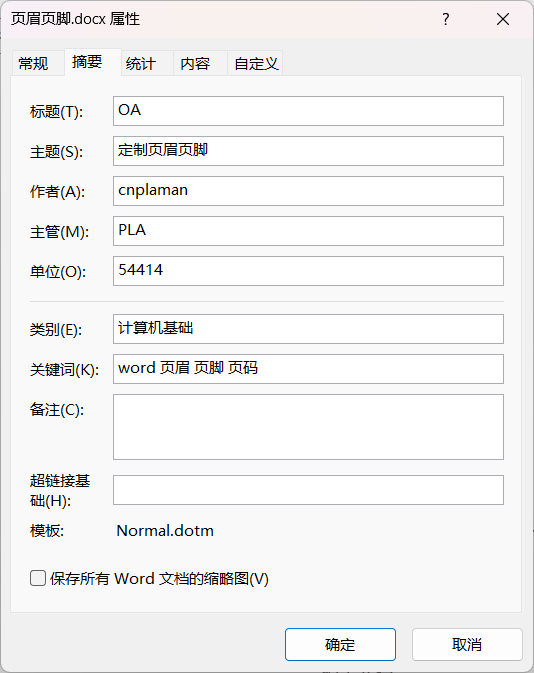 页眉页脚.docx 属性
?
常规 摘要 统计 内容 自定义
标题(T): OA
主题(S): 定制页眉页脚
作者(A): cnplaman
主管(M): PLA
单位(O): 54414
类别(E): 计算机基础
关键词(K): word 页眉 页脚 页码
备注(C):
超链接基
础(H):
模板: Normal.dotm
保存所有 Word 文档的缩略图(V)
确定 取消